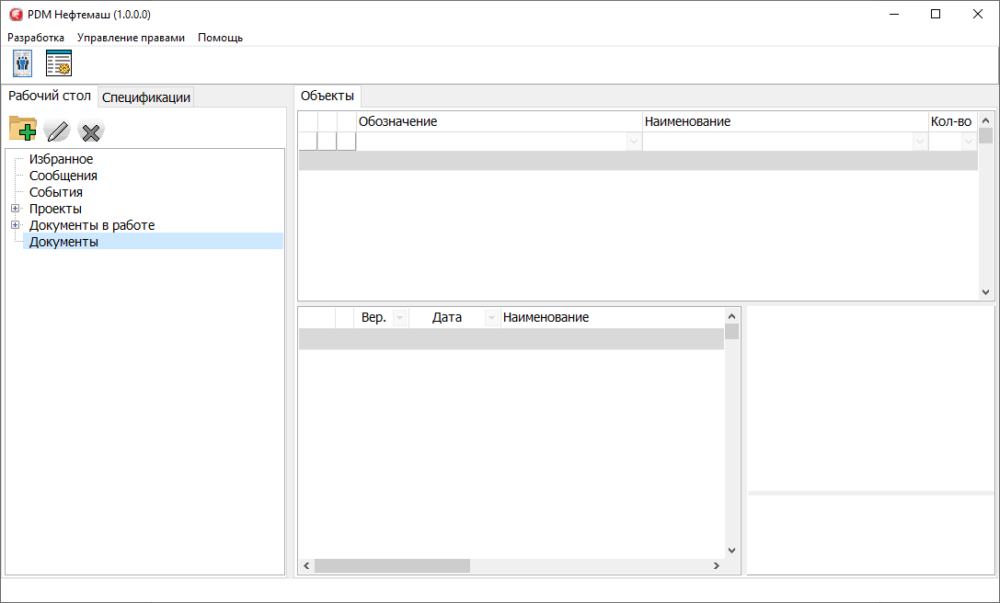 PDM Нефтемаш (1.0.0.0)
Разработка Управление правами Помощь
Рабочий стол Спецификации
Избранное
Сообщения
События
Проекты
Документы в работе
Документы
Объекты
Обозначение Наименование Кол-во
Вер. Дата Наименование